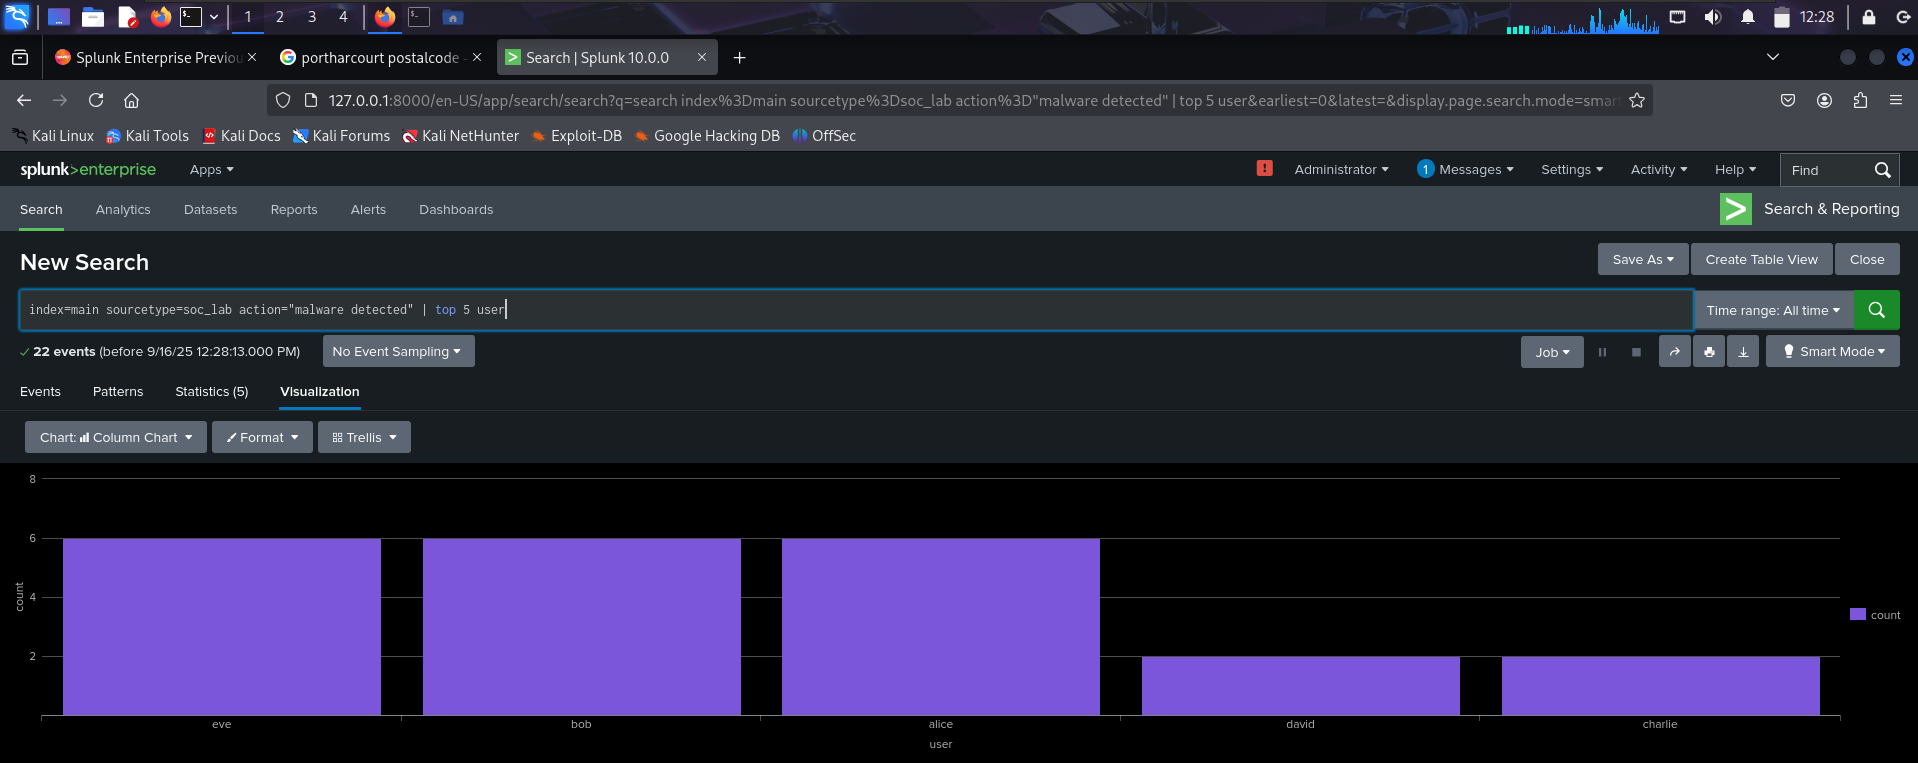 1 2 3 4 12:28
Splunk Enterprise Previou
portharcourt postalcode -
Search | Splunk 10.0.0
127.0.0.1:8000/en-US/app/search/search?q=search index%3Dmain sourcetype%3Dsoc_lab action%3D"malware detected" | top 5 user&earliest=0&latest=&display.page.search.mode=smar
Kali Linux Kali Tools Kali Docs Kali Forums Kali NetHunter Exploit-DB Google Hacking DB OffSec
splunk>enterprise Apps Administrator 1 Messages Settings Activity Help Find
Search Analytics Datasets Reports Alerts Dashboards Search & Reporting
New Search Save As Create Table View Close
index=main sourcetype=soc_lab action="malware detected" | top 5 user Time range: All time
22 events (before 9/16/25 12:28:13.000 PM) No Event Sampling Job Smart Mode
Events Patterns Statistics (5) Visualization
Chart: Column Chart Format Trellis
8
6
4
2
count
count
eve bob alice david charlie
user